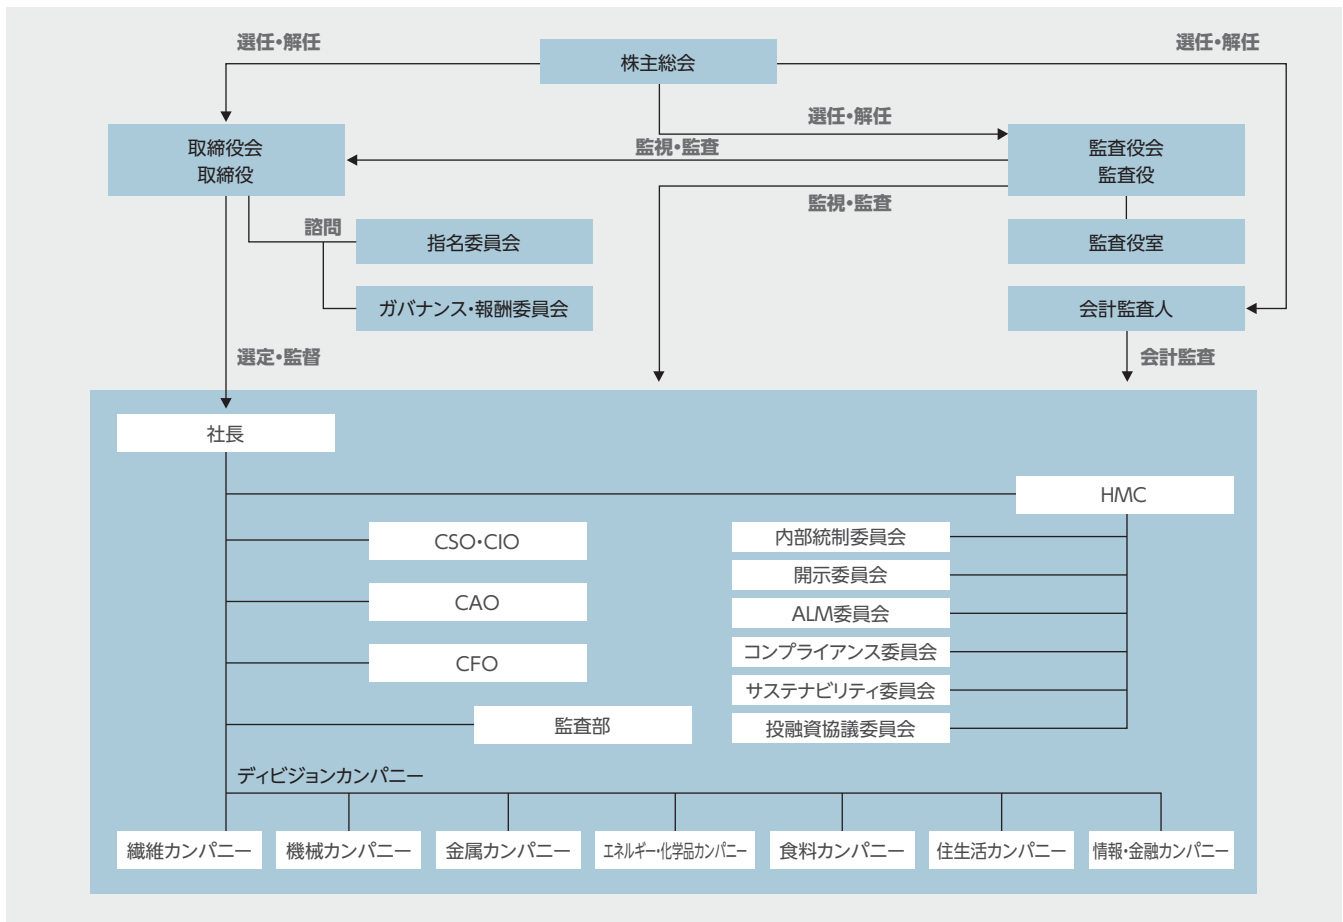 選任・解任
株主総会
選任・解任
選任・解任
取締役会
取締役
監視・監査
監査役会
監査役
監視・監査
諮問
指名委員会
監査役室
ガバナンス・報酬委員会
会計監査人
選定・監督
会計監査
社長
HMC
CSO・CIO
CAO
CFO
監査部
内部統制委員会
開示委員会
ALM委員会
コンプライアンス委員会
サステナビリティ委員会
投融資協議委員会
ディビジョンカンパニー
繊維カンパニー
機械カンパニー
金属カンパニー
エネルギー・化学品カンパニー
食料カンパニー
住生活カンパニー
情報・金融カンパニー